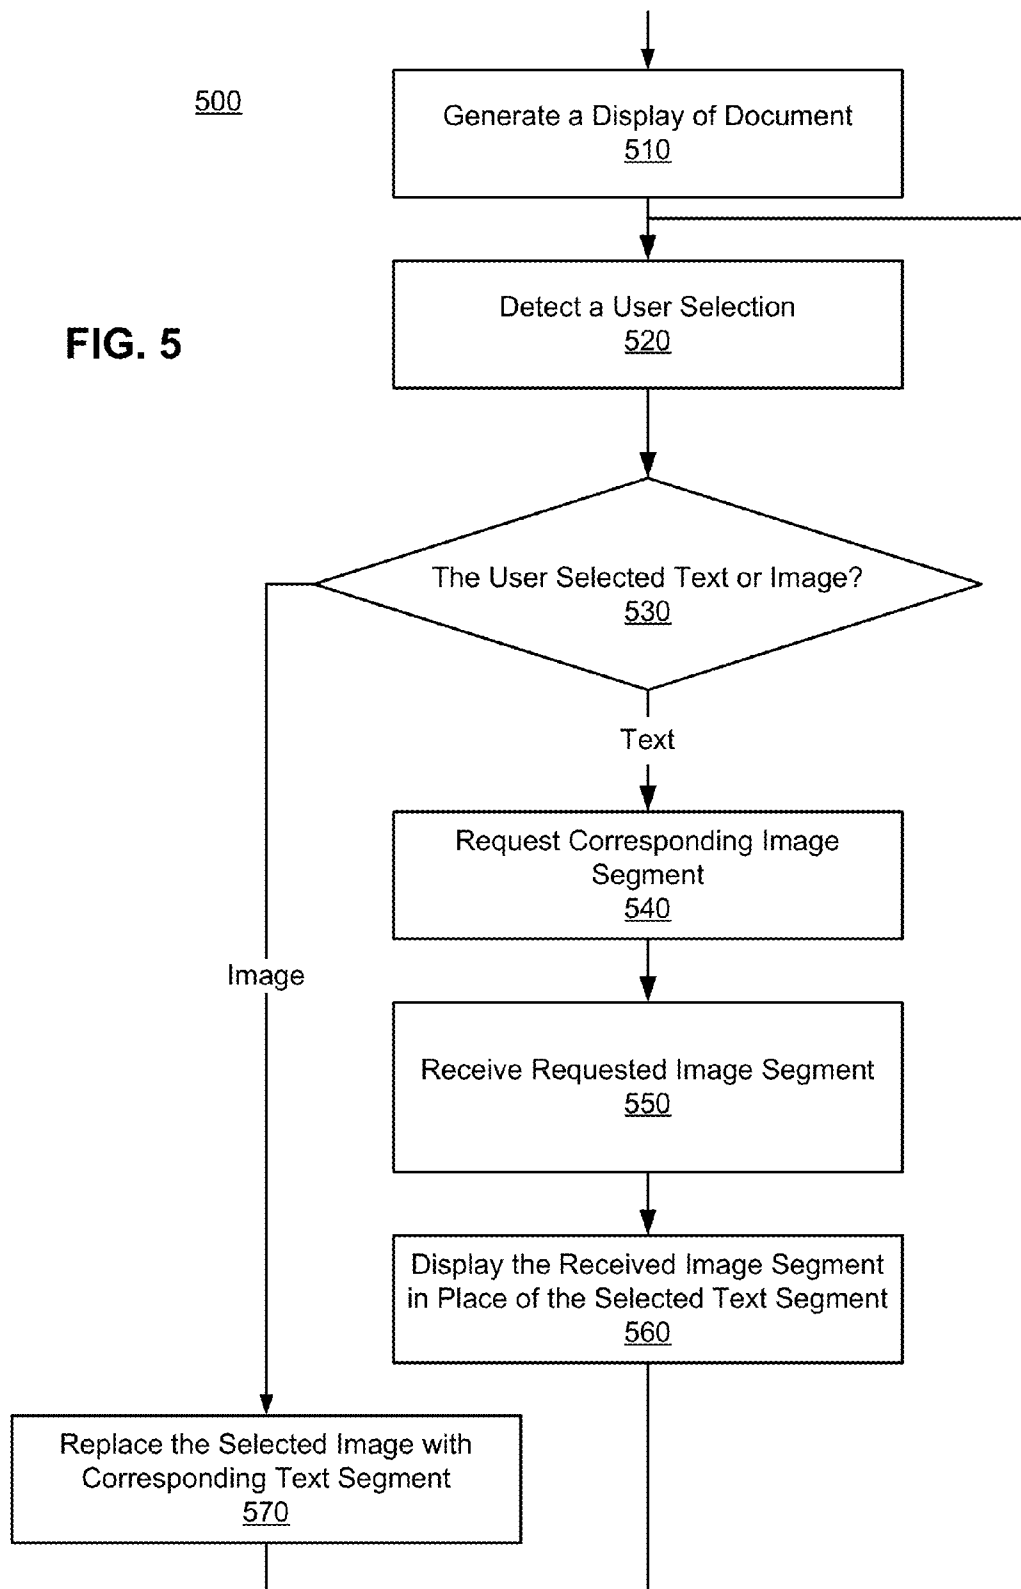 500
Generate a Display of Document
510
Detect a User Selection
520
FIG. 5
The User Selected Text or Image?
530
Text
Request Corresponding Image
Segment
540
Image
Receive Requested Image Segment
550
Display the Received Image Segment
in Place of the Selected Text Segment
560
Replace the Selected Image with
Corresponding Text Segment
570